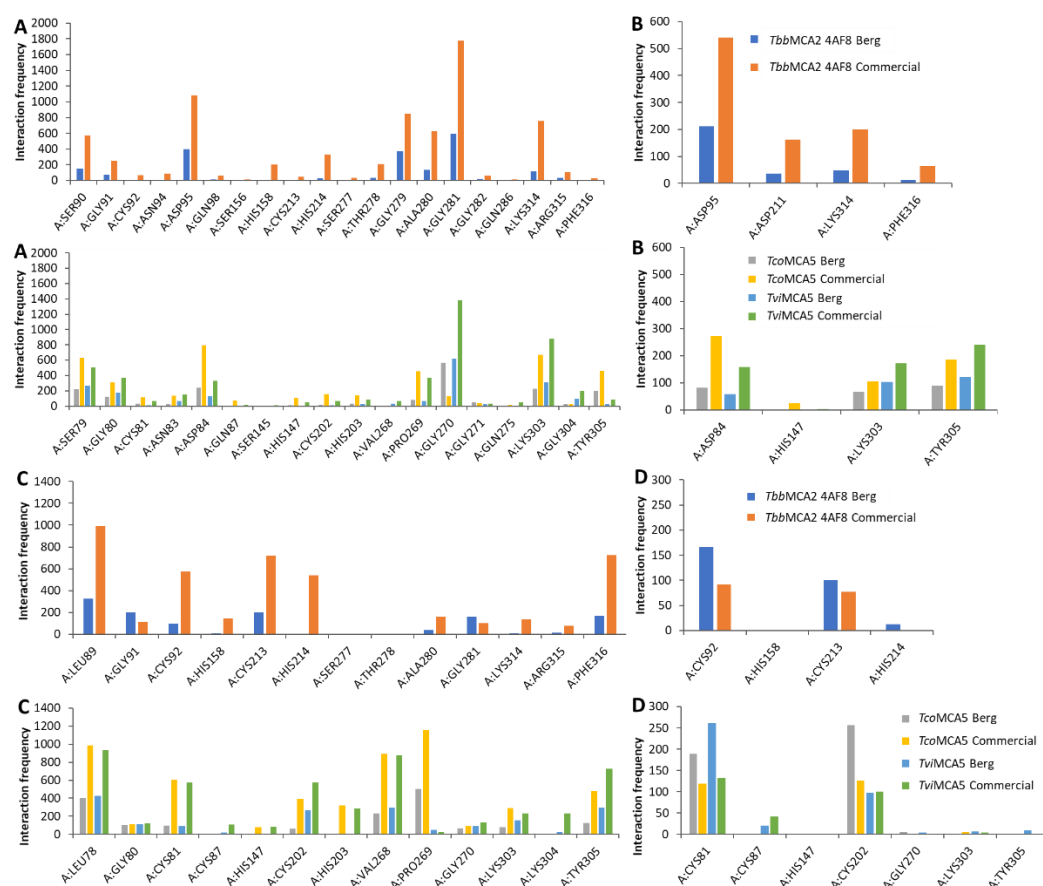 A
Interaction frequency
2000
1800
1600
1400
1200
1000
800
600
400
200
0
A:SER90
A:GLY91
A:CYS92
A:ASN94
A:ASP95
A:GLN98
A:SER156
A:HIS158
A:CYS213
A:HIS214
A:SER277
A:THR278
A:GLY279
A:ALA280
A:GLY281
A:GLY282
A:GLN286
A:LYS314
A:ARG315
A:PHE316
B
Interaction frequency
600
500
400
300
200
100
0
TbbMCA2 4AF8 Berg
TbbMCA2 4AF8 Commercial
A:ASP95
A:ASP211
A:LYS314
A:PHE316
A
Interaction frequency
2000
1800
1600
1400
1200
1000
800
600
400
200
0
A:SER79
A:GLY80
A:CYS81
A:ASN83
A:ASP84
A:GLN87
A:SER145
A:HIS147
A:CYS202
A:HIS203
A:VAL268
A:PRO269
A:GLY270
A:GLY271
A:GLN275
A:LYS303
A:GLY304
A:TYR305
B
Interaction frequency
600
500
400
300
200
100
0
TcoMCA5 Berg
TcoMCA5 Commercial
TviMCA5 Berg
TviMCA5 Commercial
A:ASP84
A:HIS147
A:LYS303
A:TYR305
C
Interaction frequency
1400
1200
1000
800
600
400
200
0
A:LEU89
A:GLY91
A:CYS92
A:HIS158
A:CYS213
A:HIS214
A:SER277
A:THR278
A:ALA280
A:GLY281
A:LYS314
A:ARG315
A:PHE316
D
Interaction frequency
300
250
200
150
100
50
0
TbbMCA2 4AF8 Berg
TbbMCA2 4AF8 Commercial
A:CYS92
A:HIS158
A:CYS213
A:HIS214
C
Interaction frequency
1400
1200
1000
800
600
400
200
0
A:LEU78
A:GLY80
A:CYS81
A:CYS87
A:HIS147
A:CYS202
A:HIS203
A:VAL268
A:PRO269
A:GLY270
A:LYS303
A:LYS304
A:TYR305
D
Interaction frequency
300
250
200
150
100
50
0
TcoMCA5 Berg
TcoMCA5 Commercial
TviMCA5 Berg
TviMCA5 Commercial
A:CYS81
A:CYS87
A:HIS147
A:CYS202
A:GLY270
A:LYS303
A:TYR305